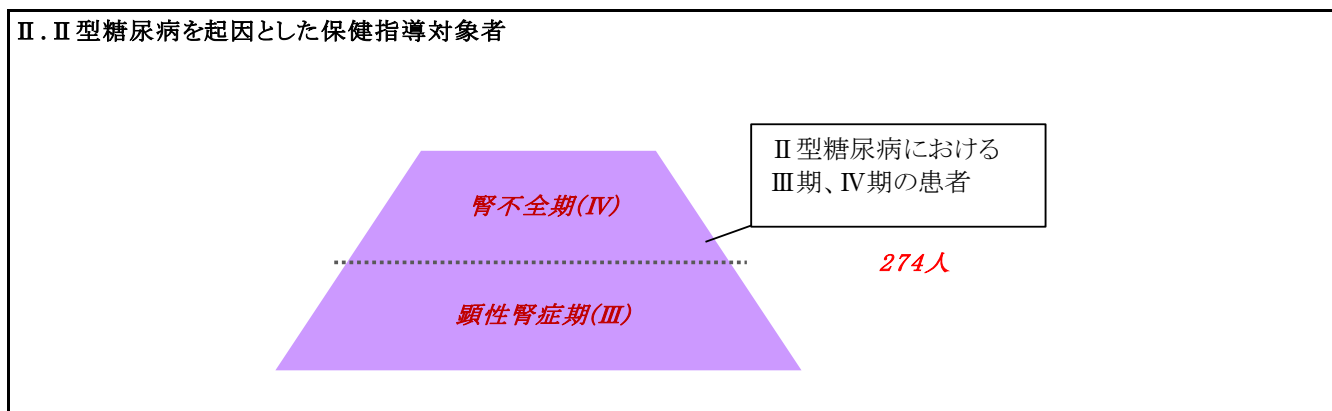 Ⅱ.Ⅱ型糖尿病を起因とした保健指導対象者
Ⅱ型糖尿病における
Ⅲ期、Ⅳ期の患者
腎不全期(Ⅳ)
274人
顕性腎症期(Ⅲ)